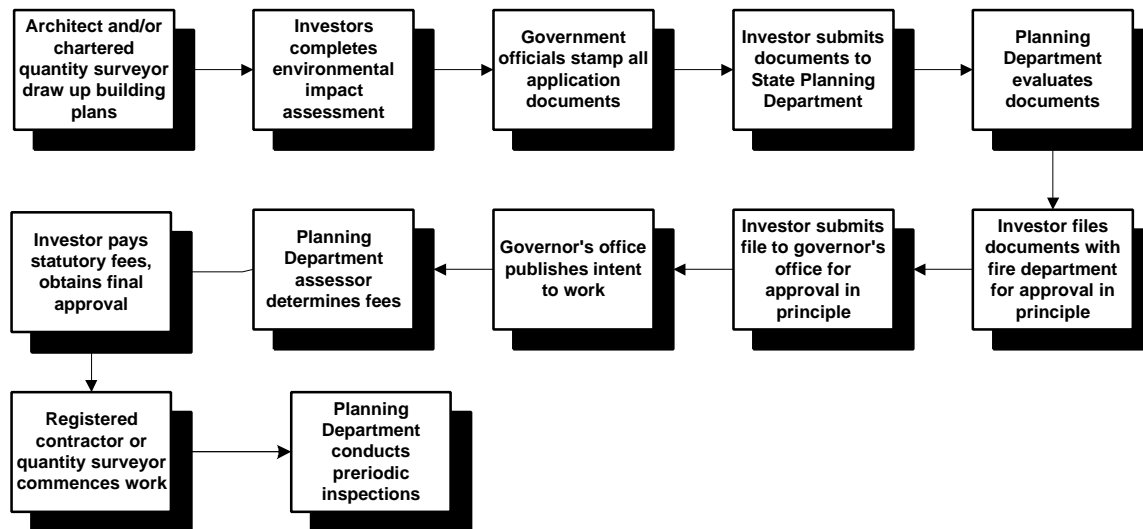 Architect and/or
chartered
quantity surveyor
draw up building
plans
Investors
completes
environmental
impact
assessment
Government
officials stamp all
application
documents
Investor submits
documents to
State Planning
Department
Planning
Department
evaluates
documents
Investor files
documents with
fire department
for approval in
principle
Investor submits
file to governor's
office for
approval in
principle
Governor's office
publishes intent
to work
Planning
Department
assessor
determines fees
Investor pays
statutory fees,
obtains final
approval
Registered
contractor or
quantity surveyor
commences work
Planning
Department
conducts
preriodic
inspections